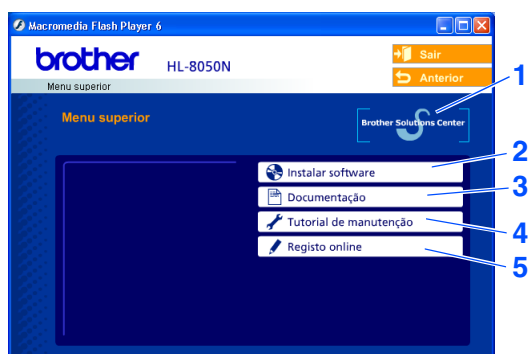 Macromedia Flash Player 6
brother
HL-8050N
Sair
Anterior
Menu superior
Menu superior
Brother Solutions Center
Instalar software
Documentação
Tutorial de manutenção
Registo online
1
2
3
4
5